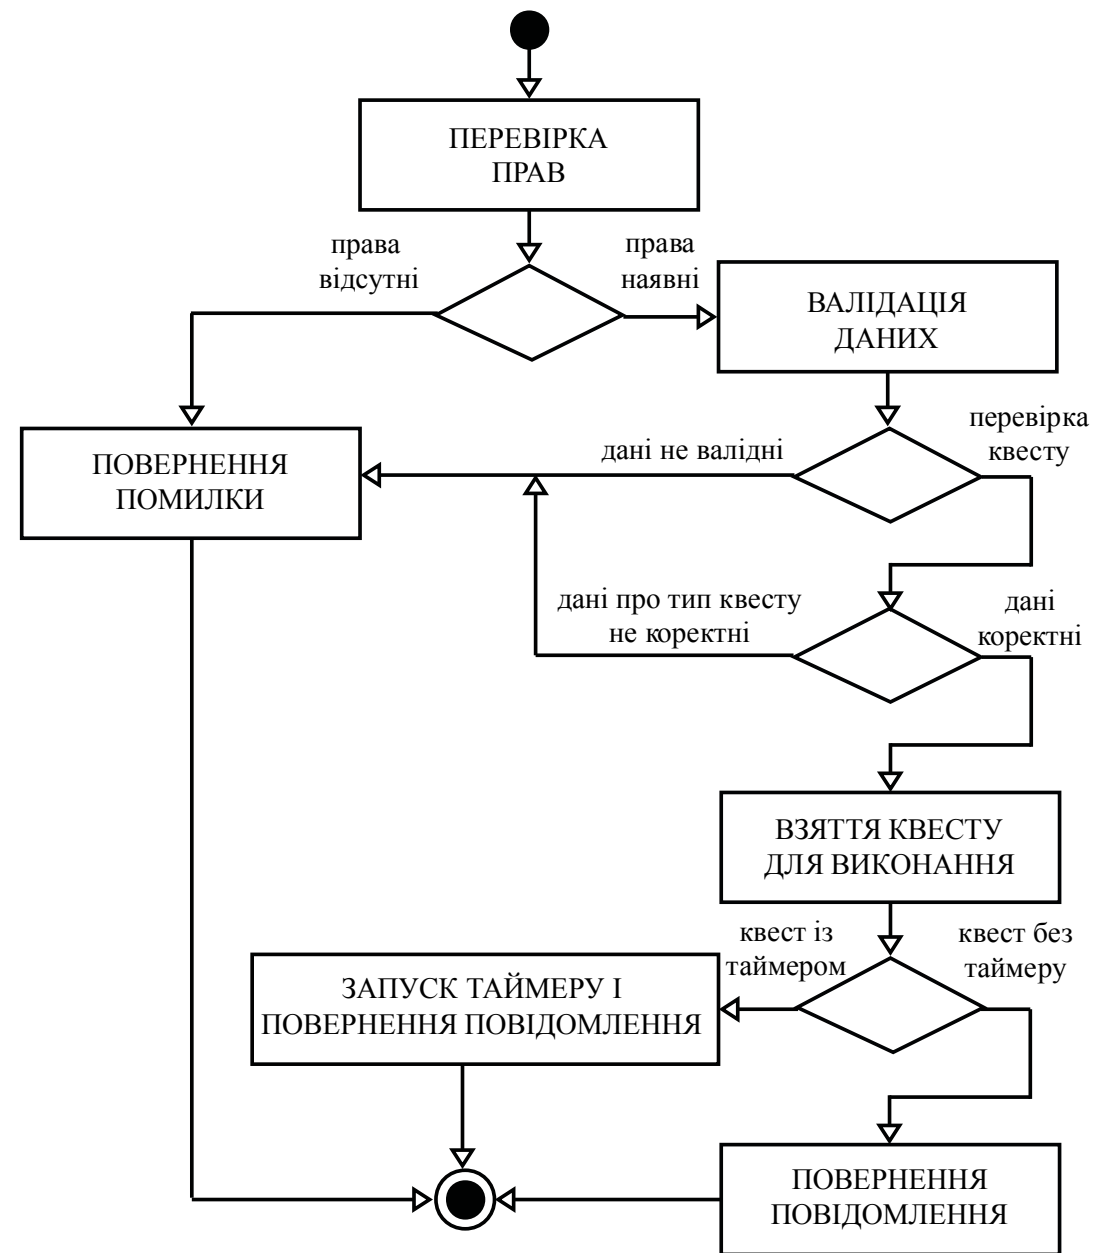 ПЕРЕВІРКА
ПРАВ
права
відсутні
права
наявні
ВАЛІДАЦІЯ
ДАНИХ
перевірка
квесту
дані не валідні
ПОВЕРНЕННЯ
ПОМИЛКИ
дані про тип квесту
не коректні
дані
коректні
ВЗЯТТЯ КВЕСТУ
ДЛЯ ВИКОНАННЯ
квест із
таймером
квест без
таймеру
ЗАПУСК ТАЙМЕРУ І
ПОВЕРНЕННЯ ПОВІДОМЛЕННЯ
ПОВЕРНЕННЯ
ПОВІДОМЛЕННЯ